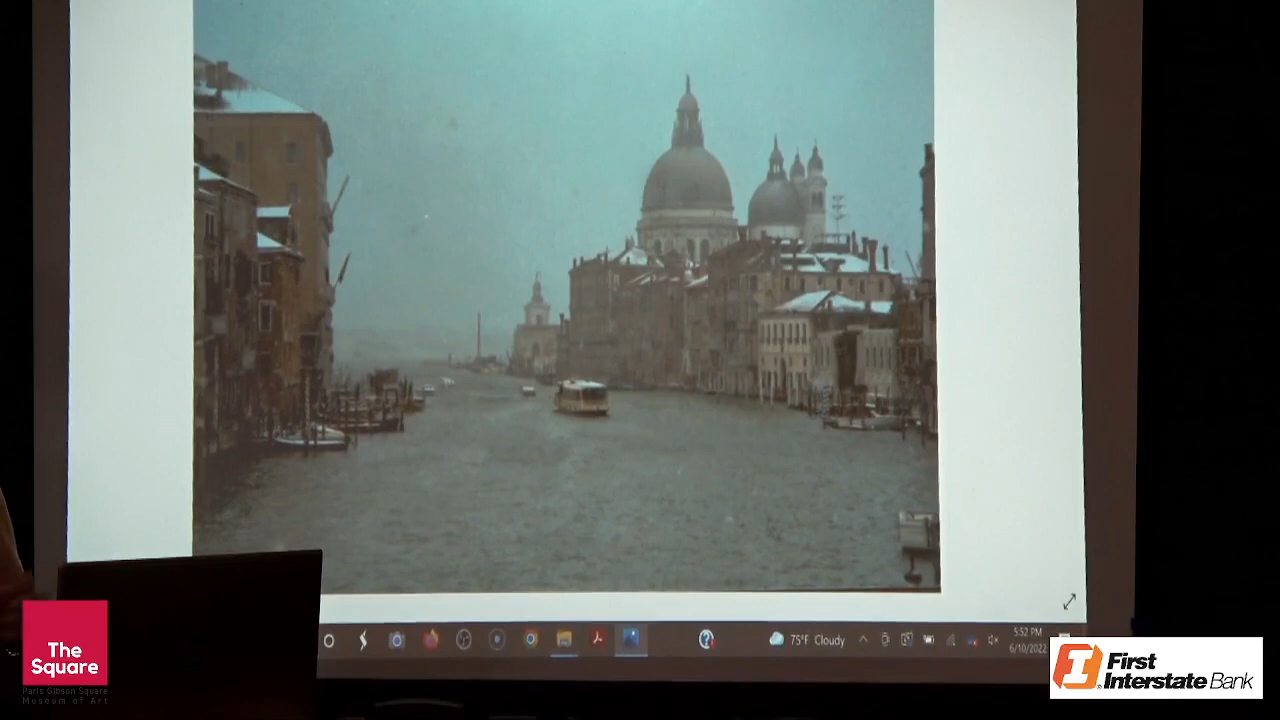 75°F Cloudy
5:52 PM
6/10/2022
The
Square
Paris Gibson Square
Museum of Art
First
Interstate Bank